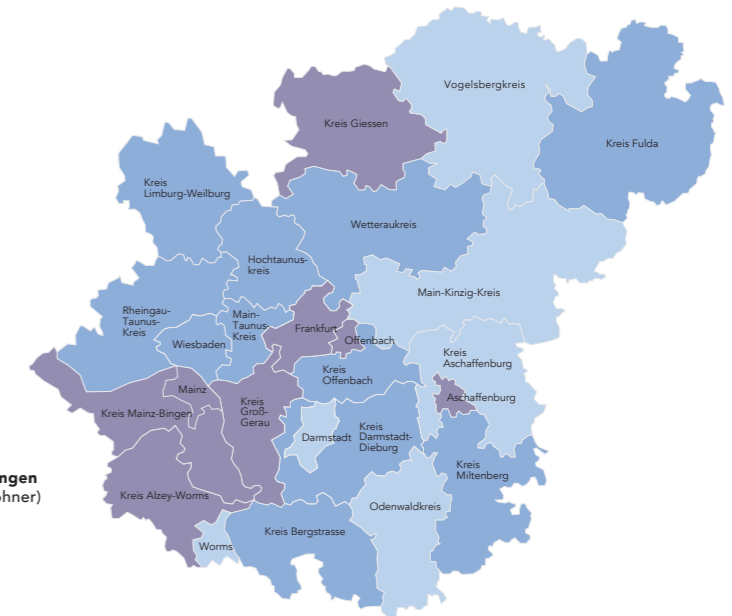 Vogelsbergkreis
Kreis Giessen
Kreis Fulda
Kreis
Limburg-Weilburg
Wetteraukreis
Hochtaunus-
kreis
Main-Kinzig-Kreis
Rheingau-
Taunus-
Kreis
Main-
Taunus-
Kreis
Wiesbaden
Frankfurt
Offenbach
Kreis
Offenbach
Kreis
Aschaffenburg
Aschaffenburg
Mainz
Kreis Mainz-Bingen
Kreis
Groß-
Gerau
Darmstadt
Kreis
Darmstadt-
Dieburg
Kreis
Miltenberg
Kreis Alzey-Worms
Odenwaldkreis
Worms
Kreis Bergstrasse
ngen
ohner)